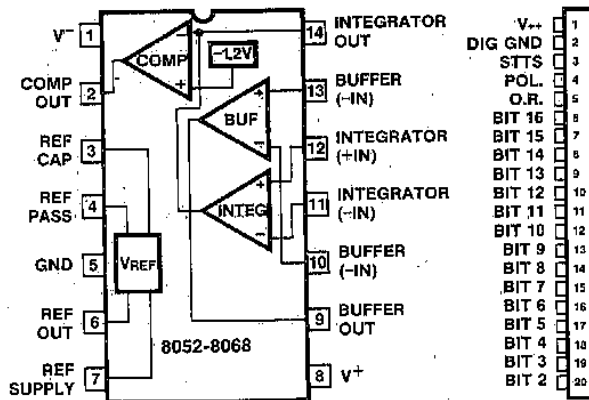 V-
1
COMP OUT
2
REF CAP
3
REF PASS
4
GND
5
REF OUT
6
REF SUPPLY
7
COMP
−1,2V
BUF
INTEG
VREF
8052-8068
14
INTEGRATOR OUT
13
BUFFER (−IN)
12
INTEGRATOR (+IN)
11
INTEGRATOR (−IN)
10
BUFFER (−IN)
9
BUFFER OUT
8
V+
V++ 1
DIG GND 2
STTS 3
POL. 4
O.R. 5
BIT 16 6
BIT 15 7
BIT 14 8
BIT 13 9
BIT 12 10
BIT 11 11
BIT 10 12
BIT 9 13
BIT 8 14
BIT 7 15
BIT 6 16
BIT 5 17
BIT 4 18
BIT 3 19
BIT 2 20